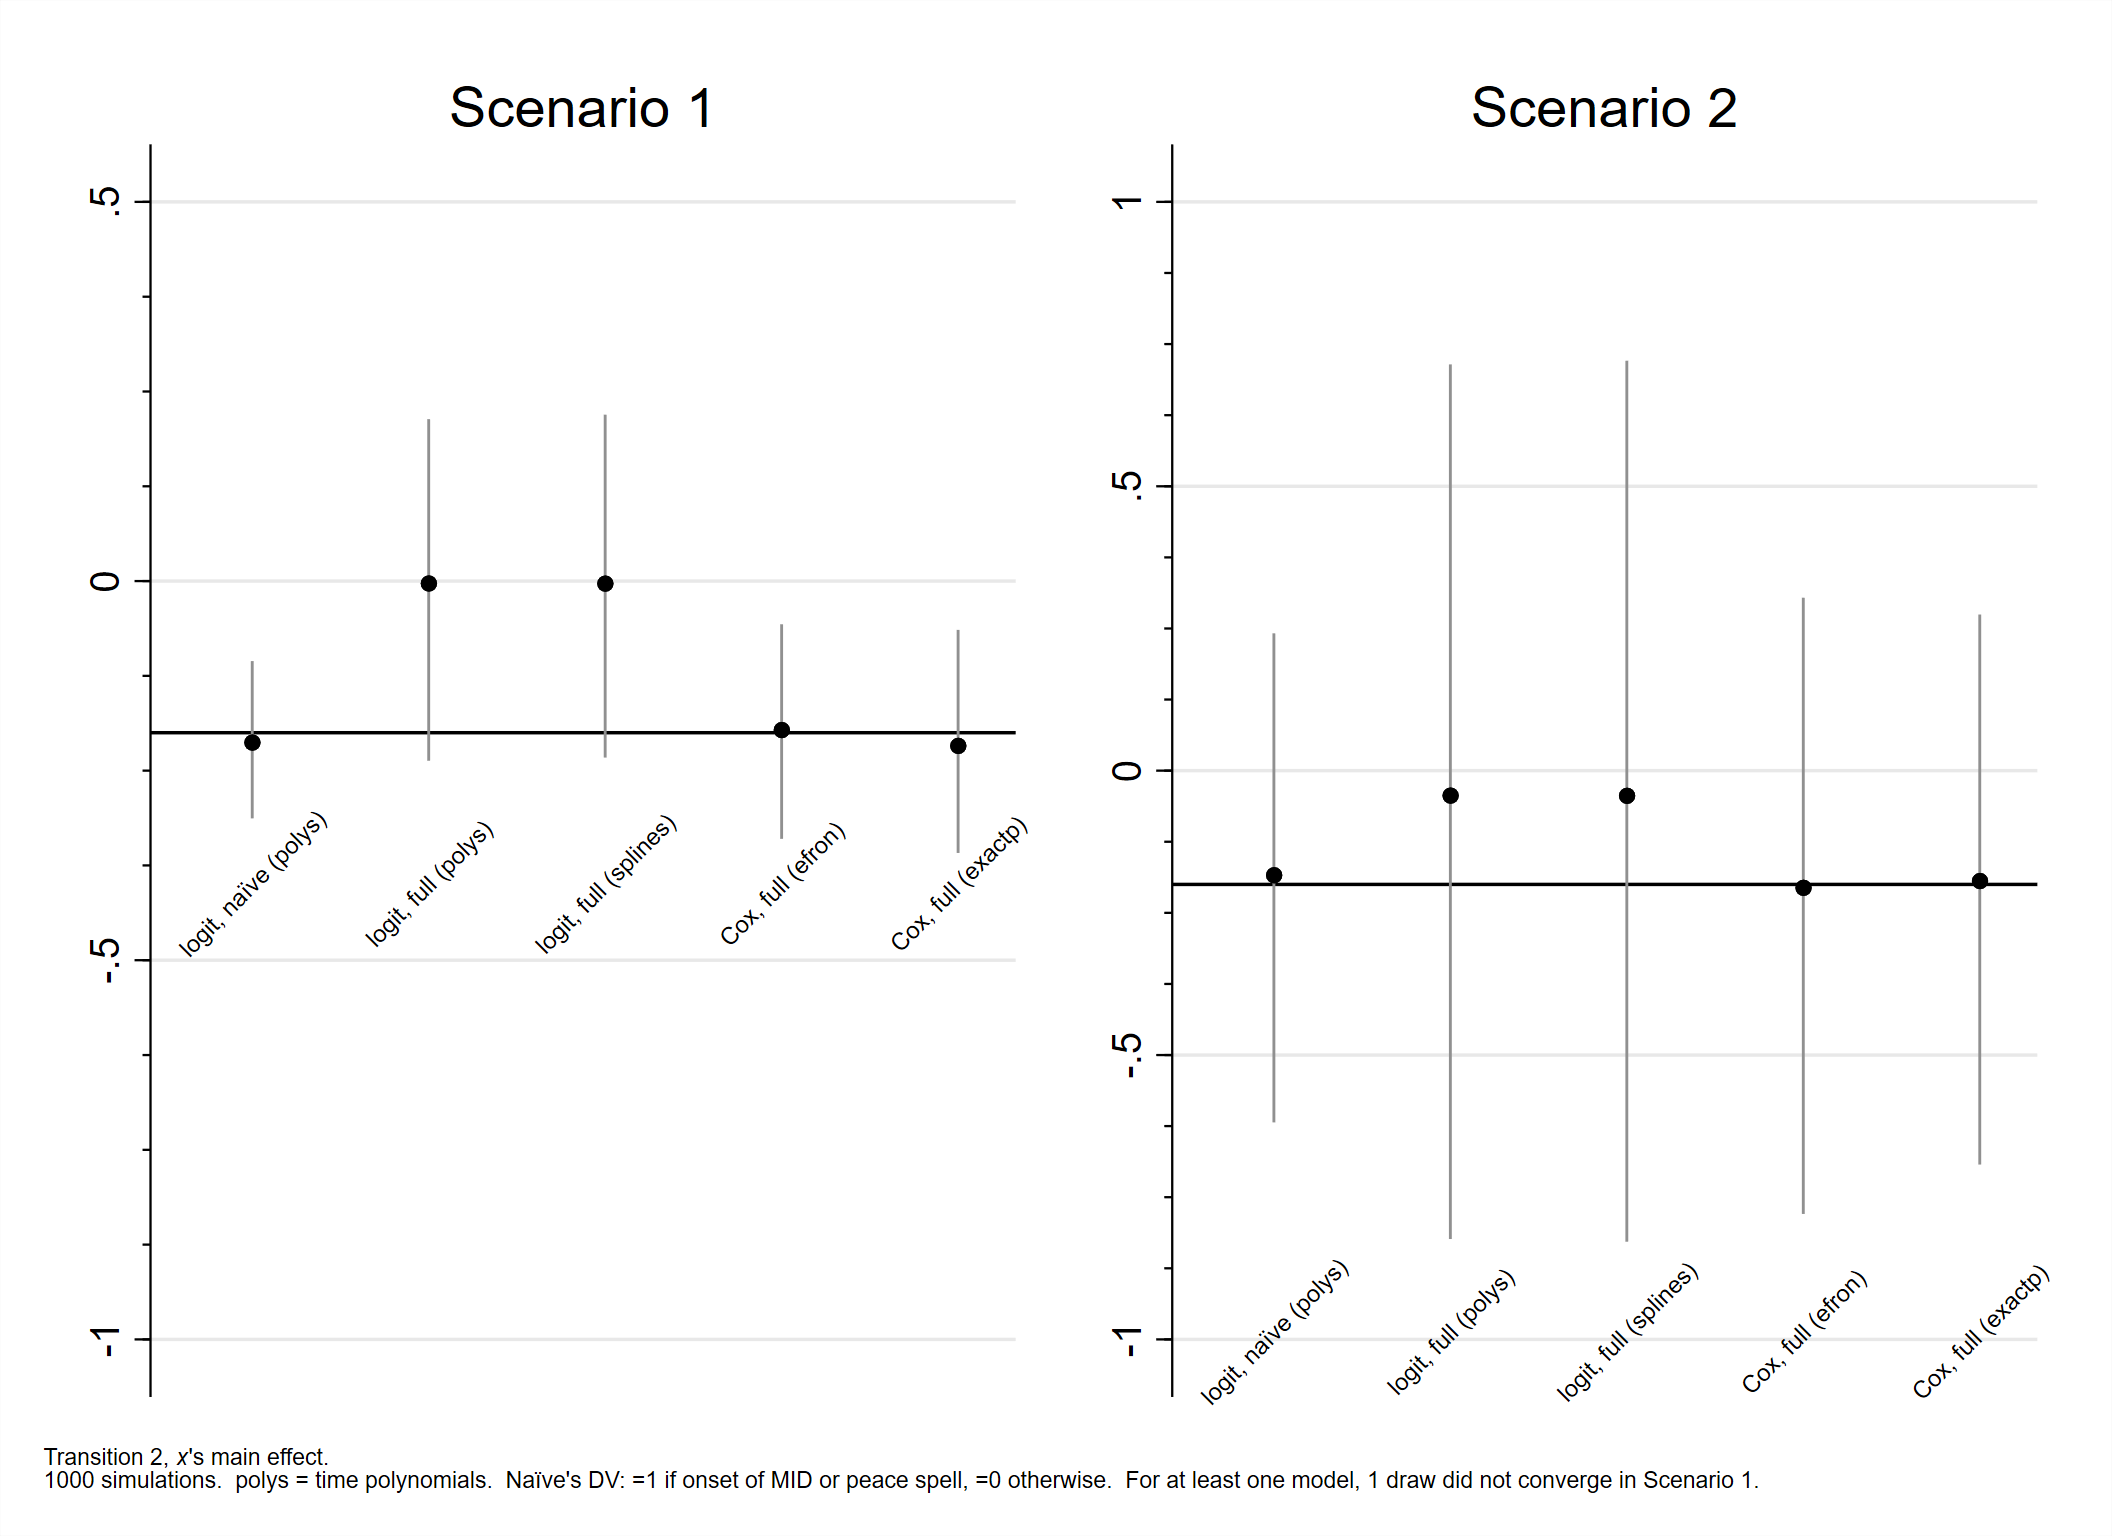 Scenario 1
.5
0
-.5
-1
logit, naïve (polys)
logit, full (polys)
logit, full (splines)
Cox, full (efron)
Cox, full (exactp)
Scenario 2
1
.5
0
-.5
-1
logit, naïve (polys)
logit, full (polys)
logit, full (splines)
Cox, full (efron)
Cox, full (exactp)
Transition 2, x's main effect.
1000 simulations.  polys = time polynomials.  Naïve's DV: =1 if onset of MID or peace spell, =0 otherwise.  For at least one model, 1 draw did not converge in Scenario 1.